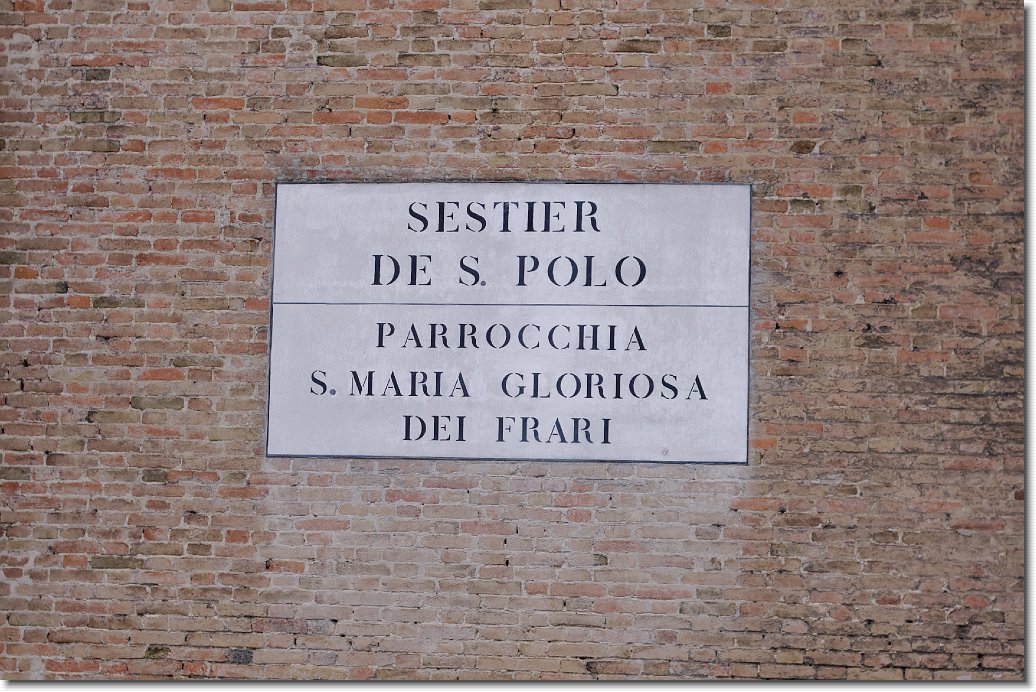 SESTIER
DE S. POLO
PARROCCHIA
S. MARIA GLORIOSA
DEI FRARI